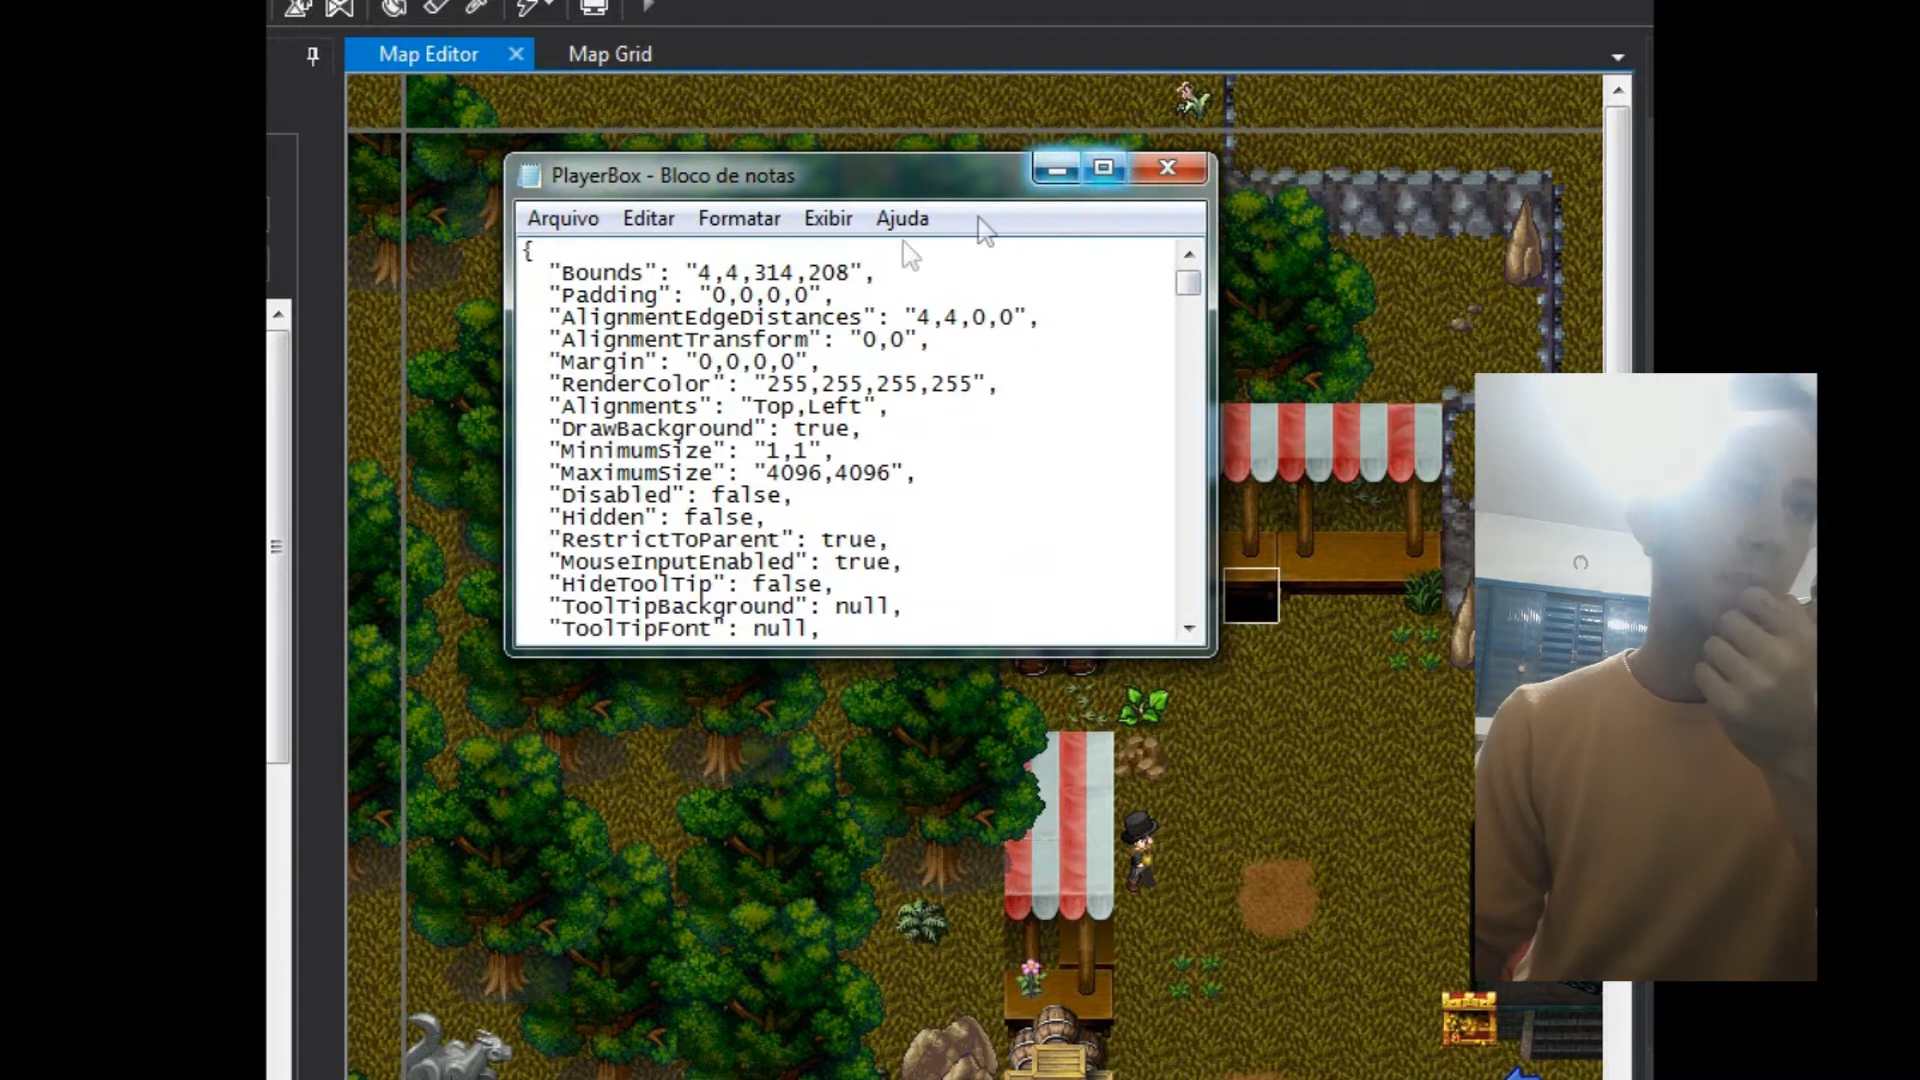 Map Editor
Map Grid
PlayerBox - Bloco de notas
Arquivo Editar Formatar Exibir Ajuda
{
"Bounds": "4,4,314,208",
"Padding": "0,0,0,0",
"AlignmentEdgeDistances": "4,4,0,0",
"AlignmentTransform": "0,0",
"Margin": "0,0,0,0",
"RenderColor": "255,255,255,255",
"Alignments": "Top,Left",
"DrawBackground": true,
"MinimumSize": "1,1",
"MaximumSize": "4096,4096",
"Disabled": false,
"Hidden": false,
"RestrictToParent": true,
"MouseInputEnabled": true,
"HideToolTip": false,
"ToolTipBackground": null,
"ToolTipFont": null,